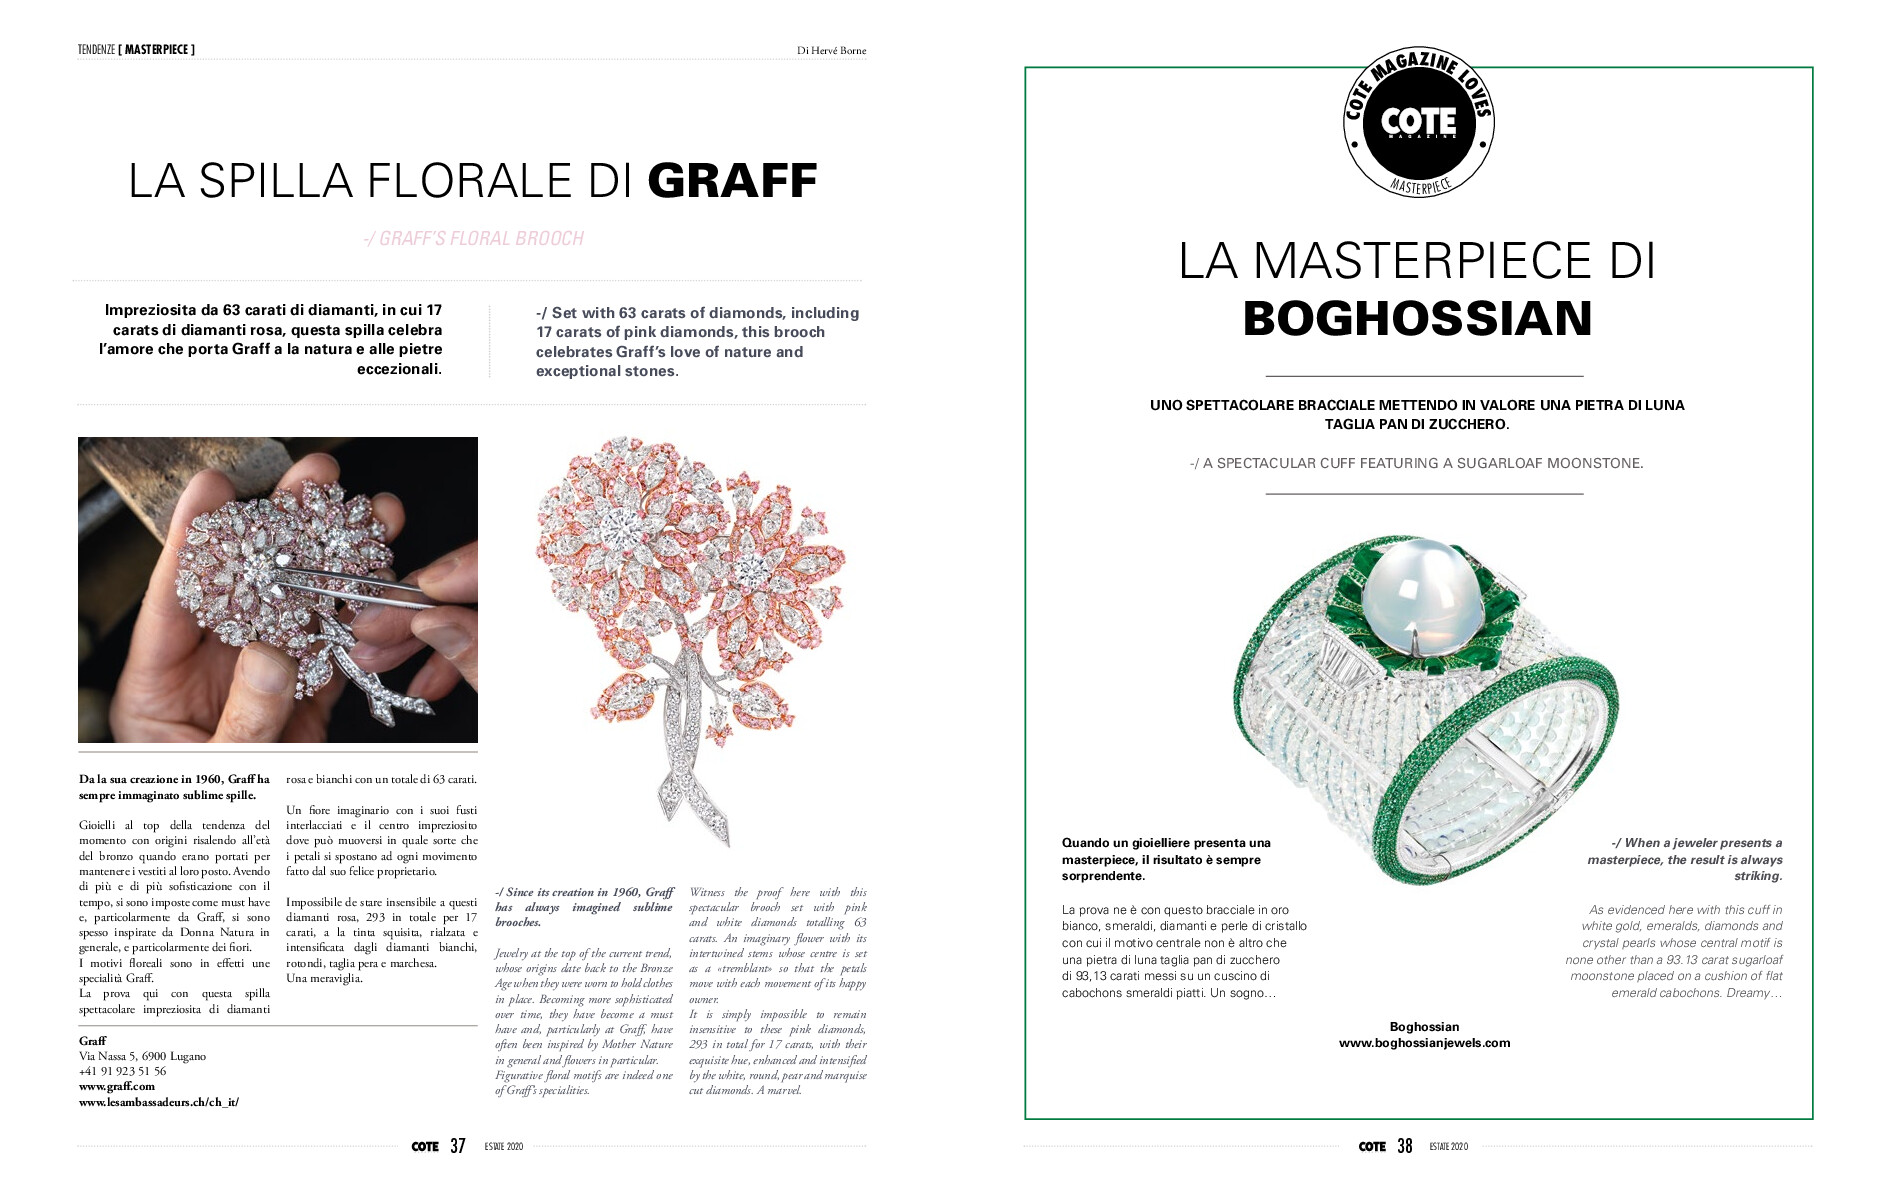 TENDENZE [ MASTERPIECE ]
Di Hervé Borne
LA SPILLA FLORALE DI GRAFF
-/ GRAFF'S FLORAL BROOCH
Impreziosita da 63 carati di diamanti, in cui 17
carats di diamanti rosa, questa spilla celebra
l'amore che porta Graff a la natura e alle pietre
eccezionali.
-/ Set with 63 carats of diamonds, including
17 carats of pink diamonds, this brooch
celebrates Graff's love of nature and
exceptional stones.
Da la sua creazione in 1960, Graff ha
sempre immaginato sublime spille.
Gioielli al top della tendenza del
momento con origini risalendo all'età
del bronzo quando erano portati per
mantenere i vestiti al loro posto. Avendo
di più e di più sofisticazione con il
tempo, si sono imposte come must have
e, particolarmente da Graff, si sono
spesso inspirate da Donna Natura in
generale, e particolarmente dei fiori.
I motivi floreali sono in effetti une
specialità Graff.
La prova qui con questa spilla
spettacolare impreziosita di diamanti
rosa e bianchi con un totale di 63 carati.
Un fiore imaginario con i suoi fusti
interlacciati e il centro impreziosito
dove può muoversi in quale sorte che
i petali si spostano ad ogni movimento
fatto dal suo felice proprietario.
Impossibile de stare insensibile a questi
diamanti rosa, 293 in totale per 17
carati, a la tinta squisita, rialzata e
intensificata dagli diamanti bianchi,
rotondi, taglia pera e marchesa.
Una meraviglia.
Graff
Via Nassa 5, 6900 Lugano
+41 91 923 51 56
www.graff.com
www.lesambassadeurs.ch/ch_it/
-/ Since its creation in 1960, Graff
has always imagined sublime
brooches.
Jewelry at the top of the current trend,
whose origins date back to the Bronze
Age when they were worn to hold clothes
in place. Becoming more sophisticated
over time, they have become a must
have and, particularly at Graff, have
often been inspired by Mother Nature
in general and flowers in particular.
Figurative floral motifs are indeed one
of Graff's specialities.
Witness the proof here with this
spectacular brooch set with pink
and white diamonds totalling 63
carats. An imaginary flower with its
intertwined stems whose centre is set
as a «tremblant» so that the petals
move with each movement of its happy
owner.
It is simply impossible to remain
insensitive to these pink diamonds,
293 in total for 17 carats, with their
exquisite hue, enhanced and intensified
by the white, round, pear and marquise
cut diamonds. A marvel.
COTE 37 ESTATE 2020
COTE MAGAZINE LOVES
COTE
MAGAZINE
MASTERPIECE
LA MASTERPIECE DI
BOGHOSSIAN
UNO SPETTACOLARE BRACCIALE METTENDO IN VALORE UNA PIETRA DI LUNA
TAGLIA PAN DI ZUCCHERO.
-/ A SPECTACULAR CUFF FEATURING A SUGARLOAF MOONSTONE.
Quando un gioielliere presenta una
masterpiece, il risultato è sempre
sorprendente.
La prova ne è con questo bracciale in oro
bianco, smeraldi, diamanti e perle di cristallo
con cui il motivo centrale non è altro che
una pietra di luna taglia pan di zucchero
di 93,13 carati messi su un cuscino di
cabochons smeraldi piatti. Un sogno…
-/ When a jeweler presents a
masterpiece, the result is always
striking.
As evidenced here with this cuff in
white gold, emeralds, diamonds and
crystal pearls whose central motif is
none other than a 93.13 carat sugarloaf
moonstone placed on a cushion of flat
emerald cabochons. Dreamy…
Boghossian
www.boghossianjewels.com
COTE 38 ESTATE 2020